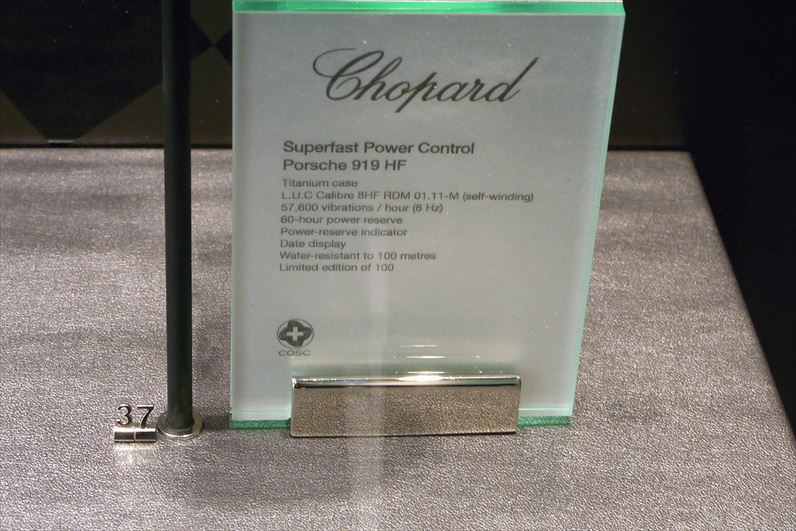 Chopard
Superfast Power Control
Porsche 919 HF
Titanium case
L.U.C Calibre 8HF RDM 01.11-M (self-winding)
57,600 vibrations / hour (8 Hz)
60-hour power reserve
Power-reserve indicator
Date display
Water-resistant to 100 metres
Limited edition of 100
COSC
37